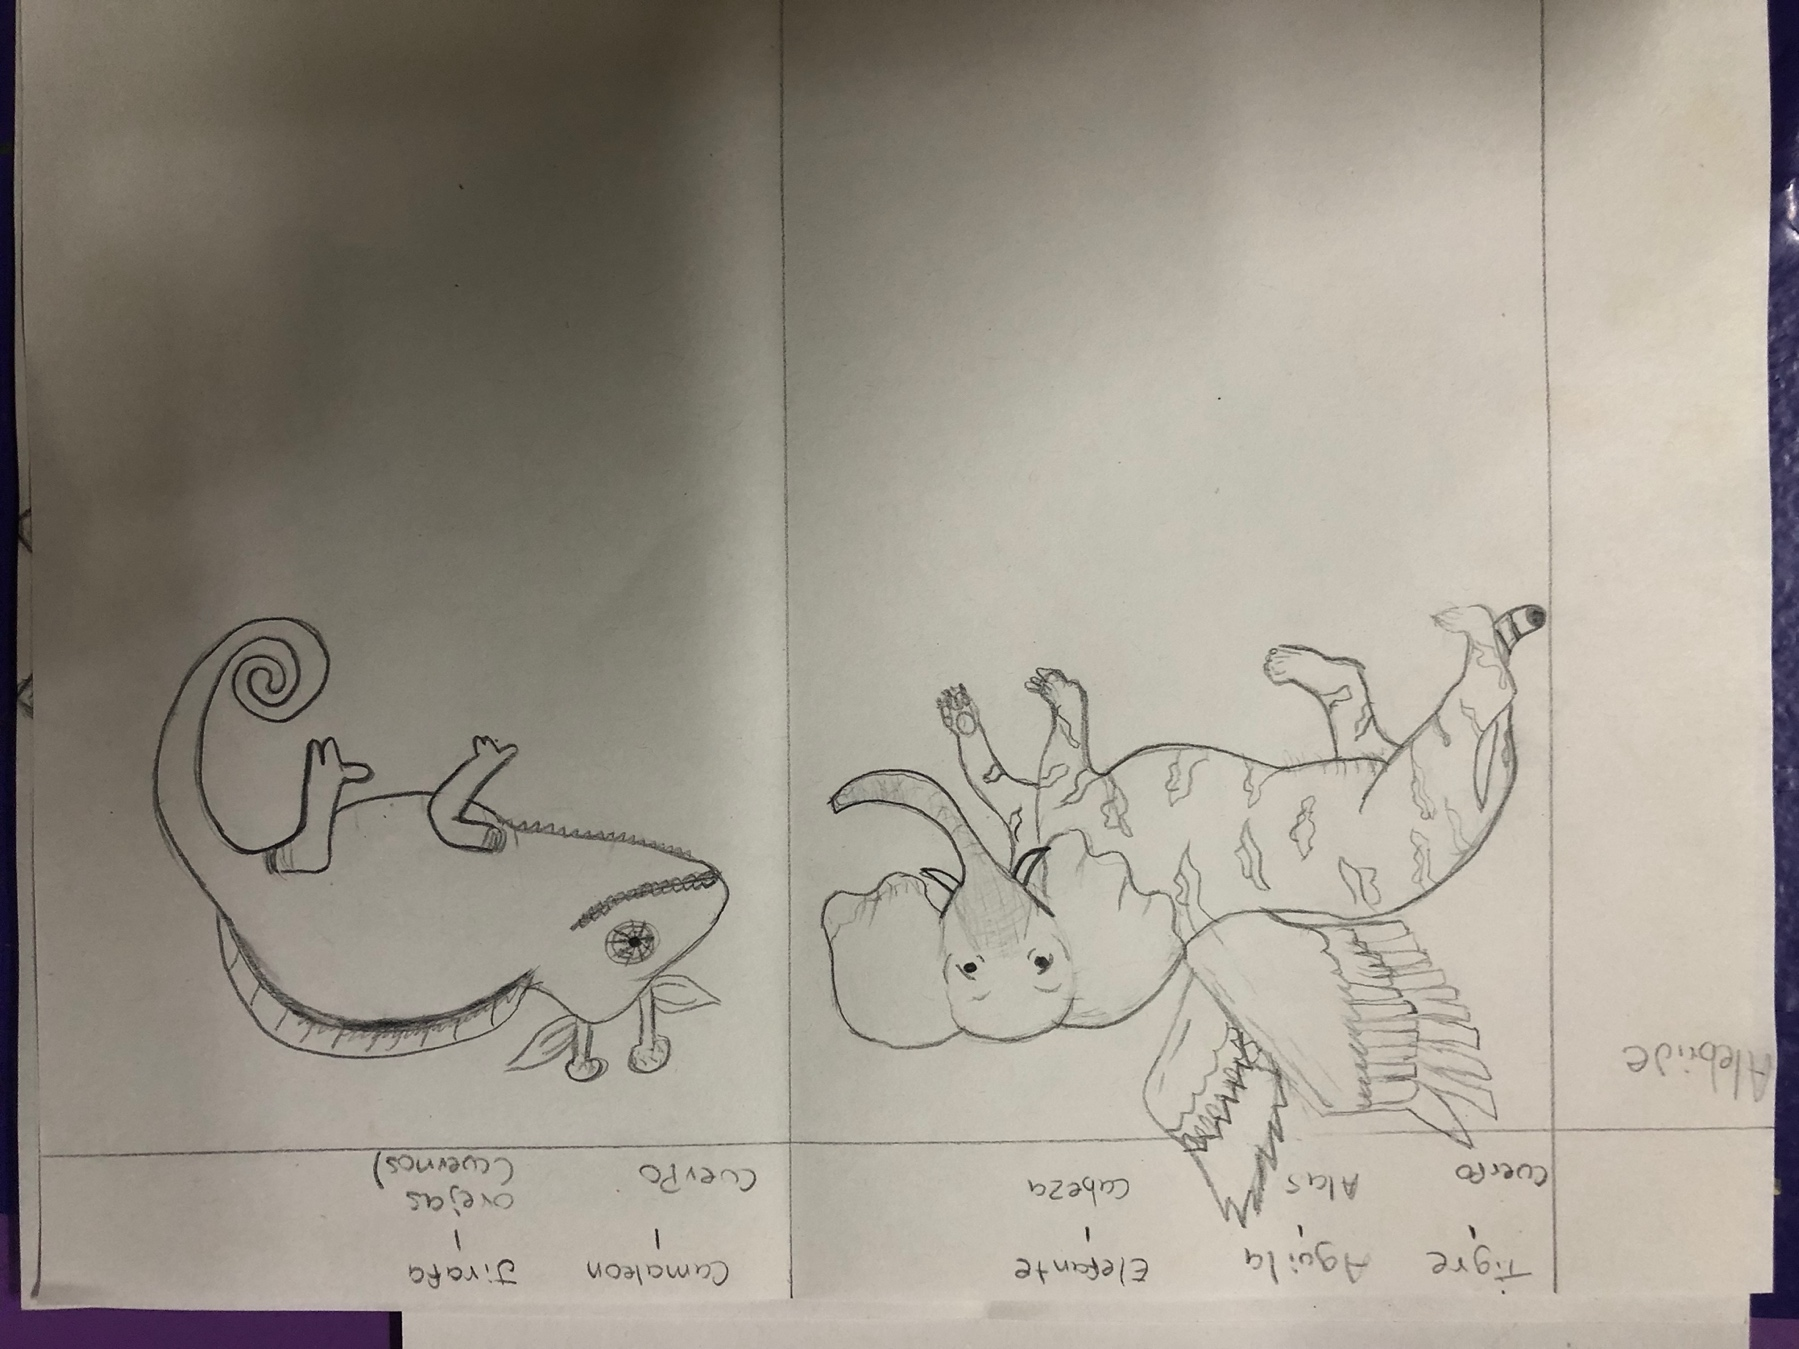 Tigre Aguila Elefante Camaleon Jirafa
Cuerpo Alas Cabeza Cuerpo orejas
Cuernos)
Alebrije